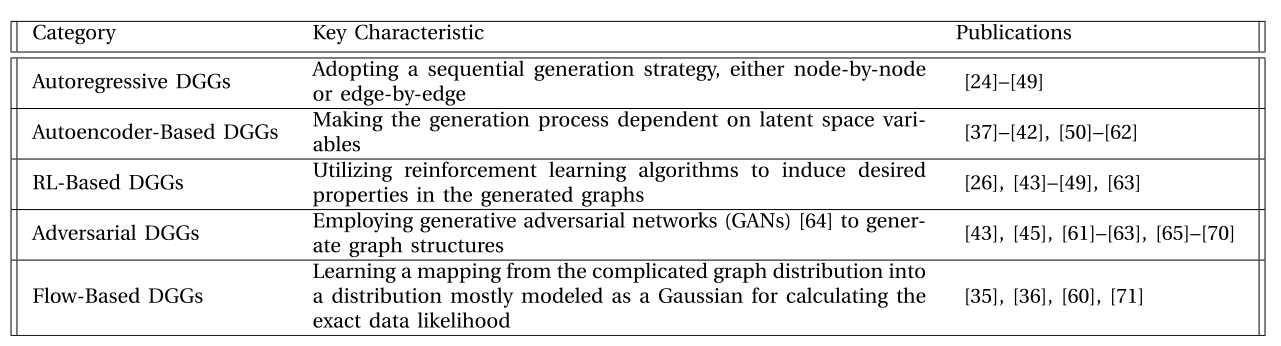 Category Key Characteristic Publications
Autoregressive DGGs Adopting a sequential generation strategy, either node-by-node
or edge-by-edge [24]–[49]
Autoencoder-Based DGGs Making the generation process dependent on latent space vari-
ables [37]–[42], [50]–[62]
RL-Based DGGs Utilizing reinforcement learning algorithms to induce desired
properties in the generated graphs [26], [43]–[49], [63]
Adversarial DGGs Employing generative adversarial networks (GANs) [64] to gener-
ate graph structures [43], [45], [61]–[63], [65]–[70]
Learning a mapping from the complicated graph distribution into
Flow-Based DGGs a distribution mostly modeled as a Gaussian for calculating the [35], [36], [60], [71]
exact data likelihood